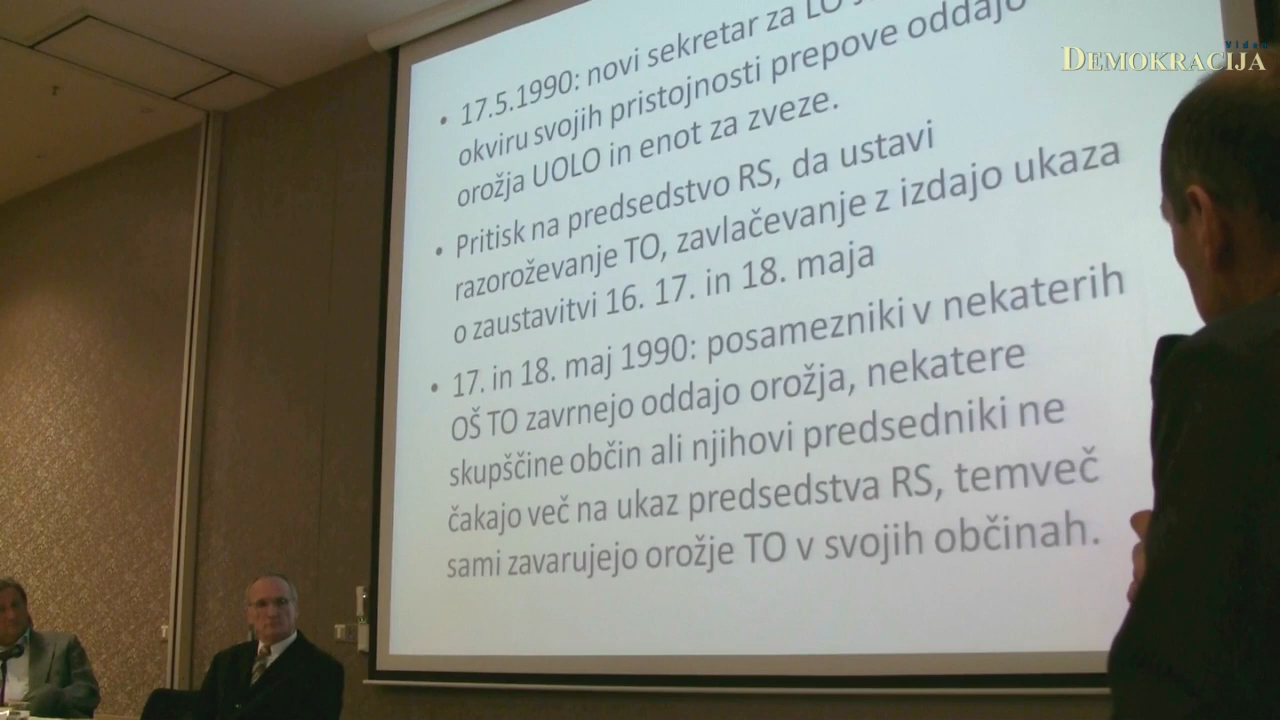 Video
DEMOKRACIJA
• 17.5.1990: novi sekretar za LO
okviru svojih pristojnosti prepove oddajo
orožja UOLO in enot za zveze.
• Pritisk na predsedstvo RS, da ustavi
razoroževanje TO, zavlačevanje z izdajo ukaza
o zaustavitvi 16. 17. in 18. maja
• 17. in 18. maj 1990: posamezniki v nekaterih
OŠ TO zavrnejo oddajo orožja, nekatere
skupščine občin ali njihovi predsedniki ne
čakajo več na ukaz predsedstva RS, temveč
sami zavarujejo orožje TO v svojih občinah.